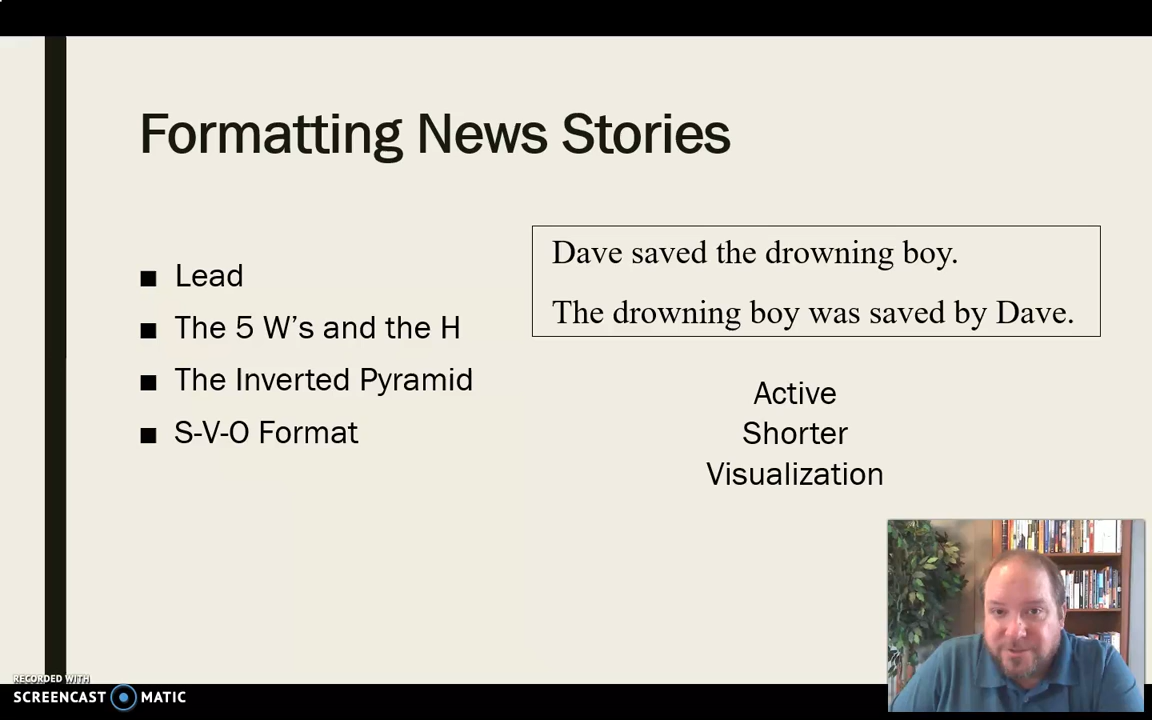 Formatting News Stories
Lead
The 5 W’s and the H
The Inverted Pyramid
S-V-O Format
Dave saved the drowning boy.
The drowning boy was saved by Dave.
Active
Shorter
Visualization
RECORDED WITH
SCREENCAST MATIC